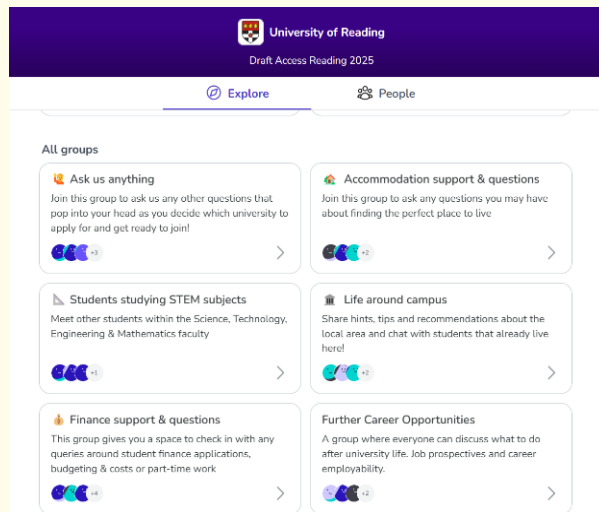 University of Reading
Draft Access Reading 2025
Explore
People
All groups
Ask us anything
Join this group to ask us any other questions that
pop into your head as you decide which university to
apply for and get ready to join!
+3
Accommodation support & questions
Join this group to ask any questions you may have
about finding the perfect place to live
+2
Students studying STEM subjects
Meet other students within the Science, Technology,
Engineering & Mathematics faculty
+1
Life around campus
Share hints, tips and recommendations about the
local area and chat with students that already live
here!
+2
Finance support & questions
This group gives you a space to check in with any
queries around student finance applications,
budgeting & costs or part-time work
+4
Further Career Opportunities
A group where everyone can discuss what to do
after university life. Job prospectives and career
employability.
+2